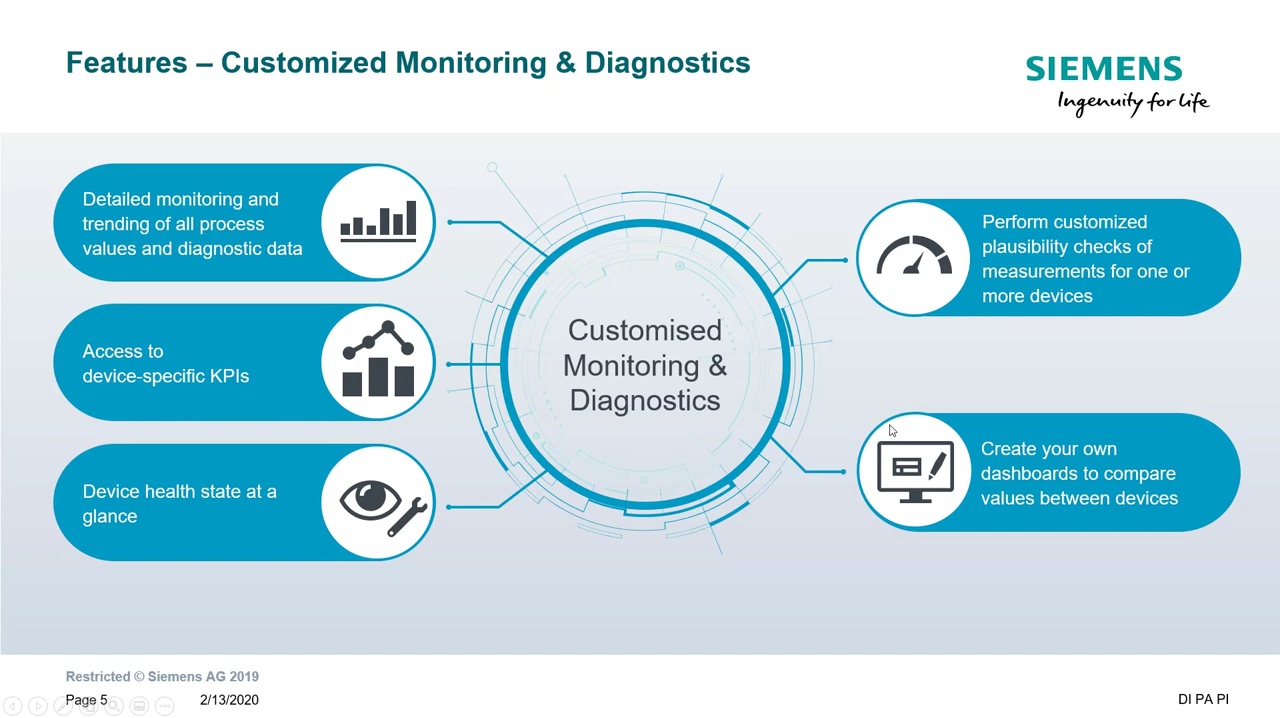 Features – Customized Monitoring & Diagnostics
SIEMENS
Ingenuity for life
Detailed monitoring and
trending of all process
values and diagnostic data
Access to
device-specific KPIs
Device health state at a
glance
Customised
Monitoring &
Diagnostics
Perform customized
plausibility checks of
measurements for one or
more devices
Create your own
dashboards to compare
values between devices
Restricted © Siemens AG 2019
Page 5
2/13/2020
DI PA PI